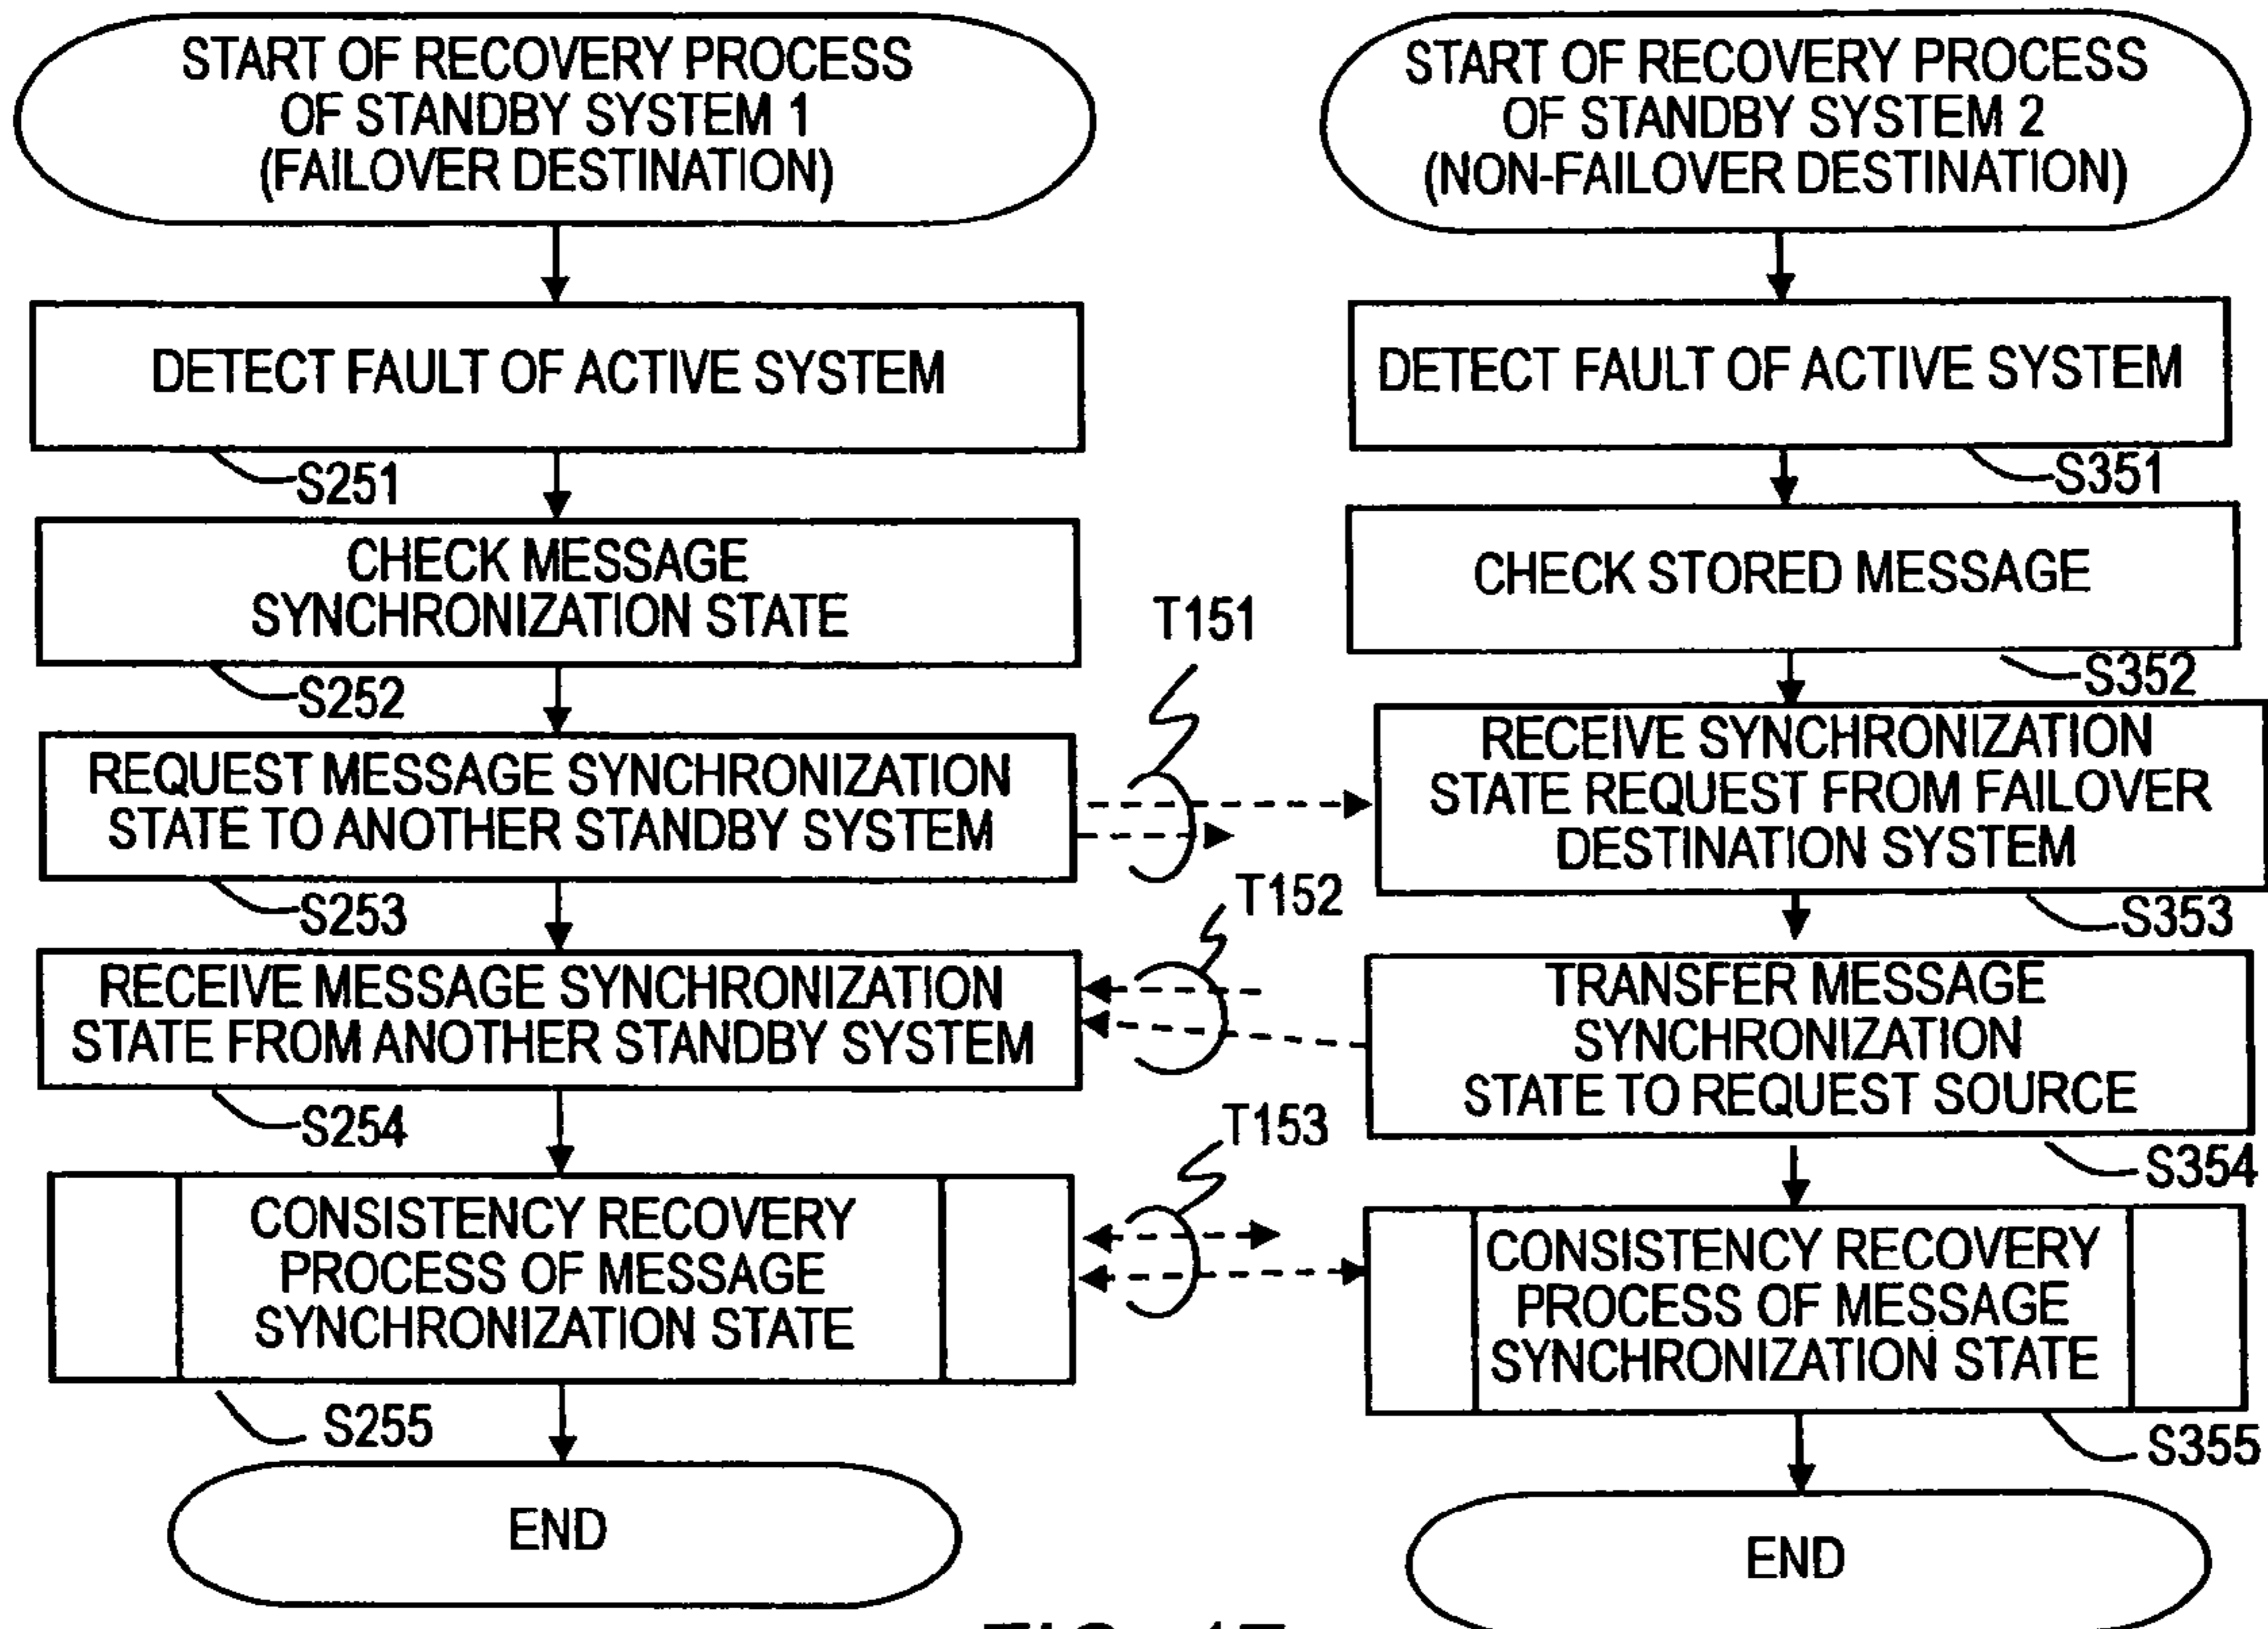 START OF RECOVERY PROCESS
OF STANDBY SYSTEM 1
(FAILOVER DESTINATION)
DETECT FAULT OF ACTIVE SYSTEM
S251
CHECK MESSAGE
SYNCHRONIZATION STATE
S252
REQUEST MESSAGE SYNCHRONIZATION
STATE TO ANOTHER STANDBY SYSTEM
S253
RECEIVE MESSAGE SYNCHRONIZATION
STATE FROM ANOTHER STANDBY SYSTEM
S254
CONSISTENCY RECOVERY
PROCESS OF MESSAGE
SYNCHRONIZATION STATE
S255
END
T151
T152
T153
START OF RECOVERY PROCESS
OF STANDBY SYSTEM 2
(NON-FAILOVER DESTINATION)
DETECT FAULT OF ACTIVE SYSTEM
S351
CHECK STORED MESSAGE
S352
RECEIVE SYNCHRONIZATION
STATE REQUEST FROM FAILOVER
DESTINATION SYSTEM
S353
TRANSFER MESSAGE
SYNCHRONIZATION
STATE TO REQUEST SOURCE
S354
CONSISTENCY RECOVERY
PROCESS OF MESSAGE
SYNCHRONIZATION STATE
S355
END